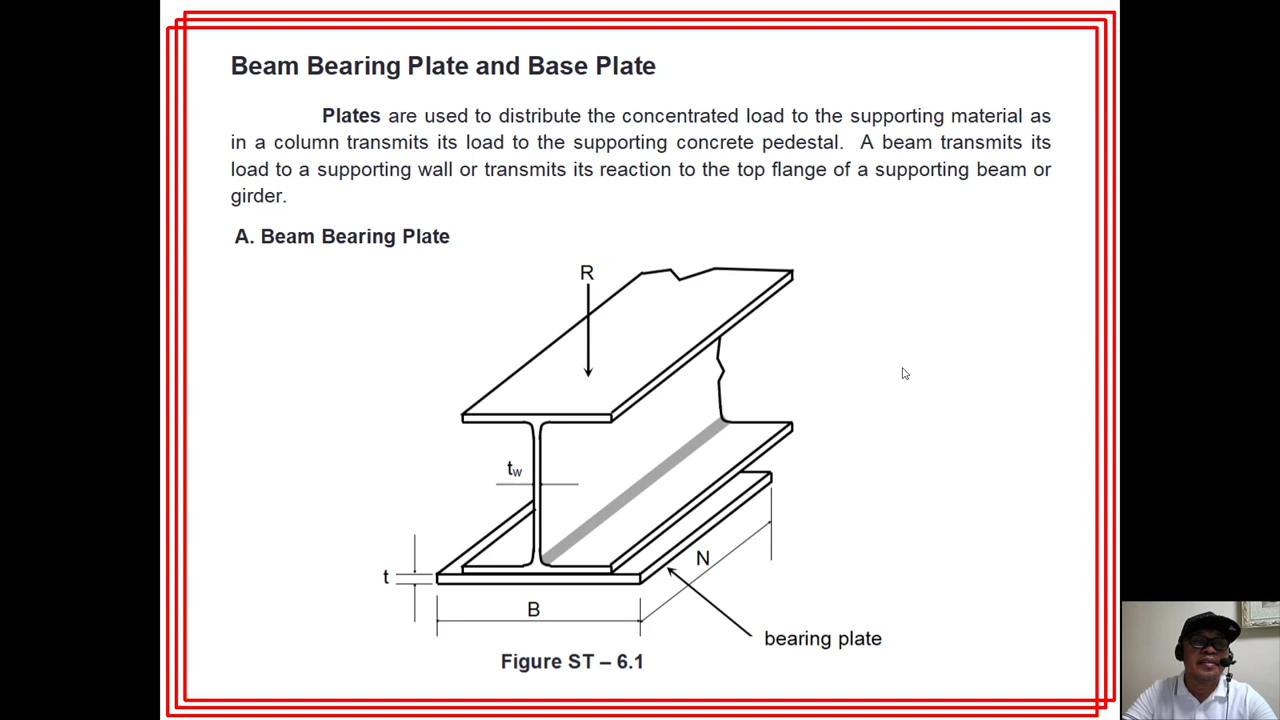 Beam Bearing Plate and Base Plate
Plates are used to distribute the concentrated load to the supporting material as
in a column transmits its load to the supporting concrete pedestal. A beam transmits its
load to a supporting wall or transmits its reaction to the top flange of a supporting beam or
girder.
A. Beam Bearing Plate
R
tw
t
N
B
bearing plate
Figure ST – 6.1